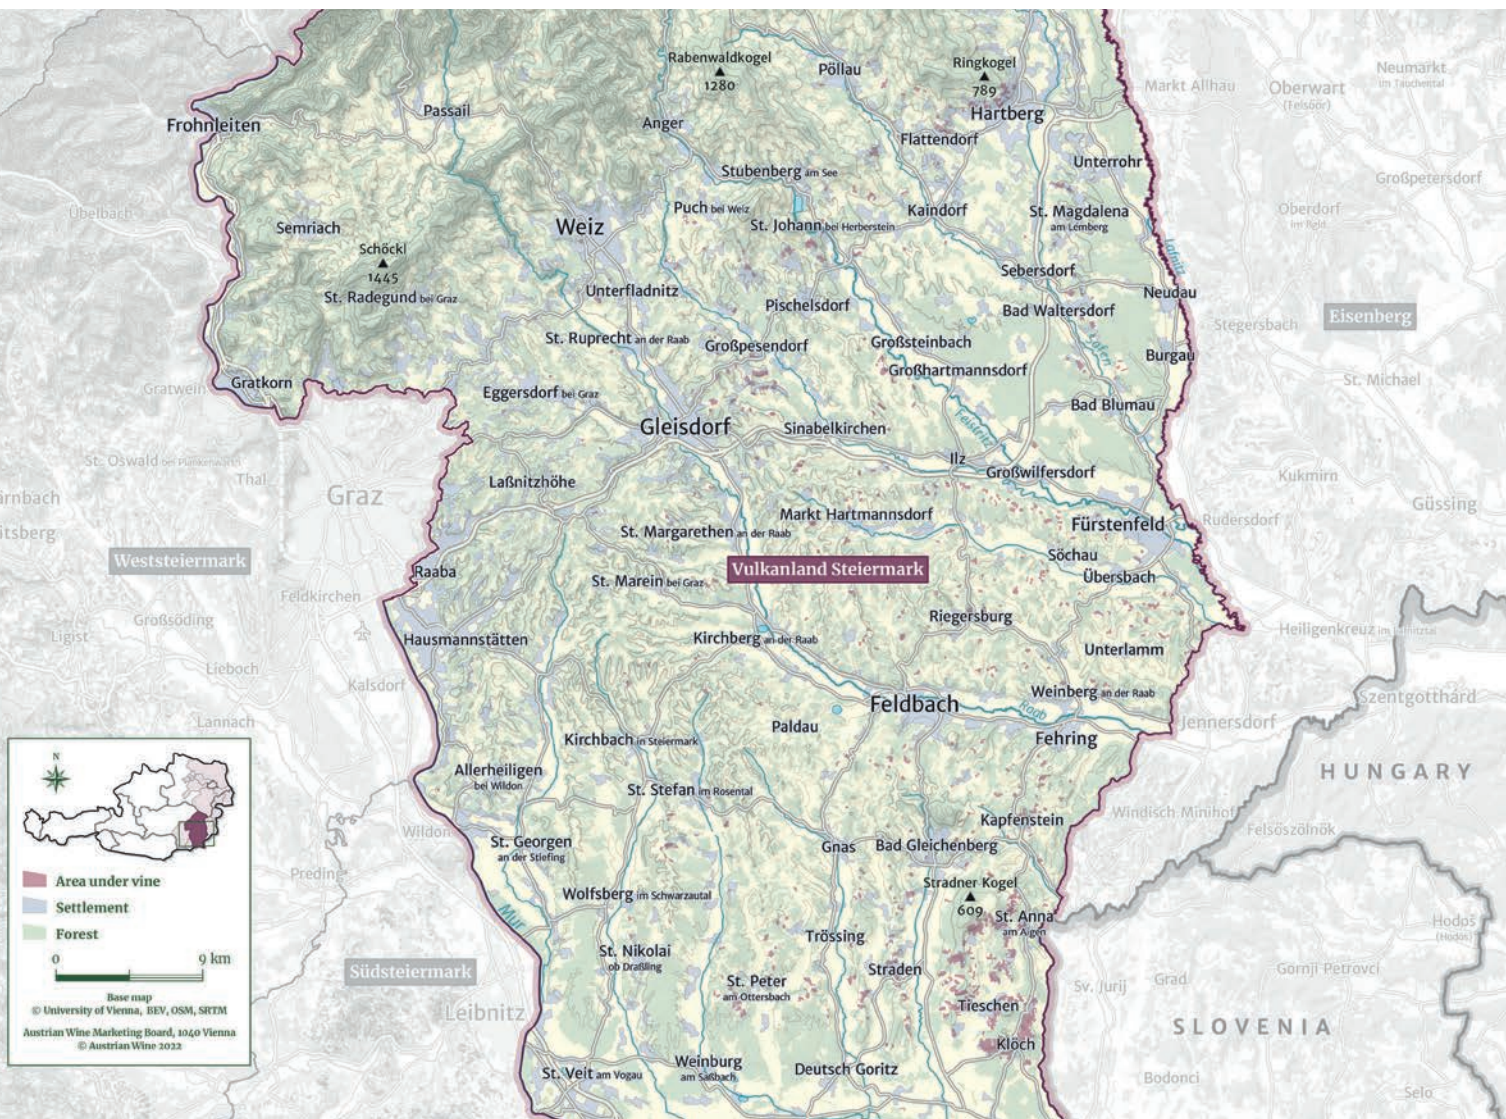 Rabenwaldkogel
1280
Pöllau
Ringkogel
789
Hartberg
Markt Allhau
Oberwart
(Felsőőr)
Neumarkt
im Tauchental
Frohnleiten
Passail
Anger
Flattendorf
Unterrohr
Großpetersdorf
Übelbach
Stubenberg am See
Semriach
Schöckl
1445
St. Radegund bei Graz
Weiz
Puch bei Weiz
St. Johann bei Herberstein
Kaindorf
St. Magdalena
am Lemberg
Oberdorf
im Bgld.
Lafnitz
Sebersdorf
Neudau
Unterfladnitz
Pischelsdorf
Bad Waltersdorf
Stegersbach
Eisenberg
St. Ruprecht an der Raab
Großpesendorf
Großsteinbach
Safen
Burgau
Großhartmannsdorf
St. Michael
Gratwein
Gratkorn
Eggersdorf bei Graz
Bad Blumau
Gleisdorf
Sinabelkirchen
Feistritz
St. Oswald bei Plankenwarth
Thal
Ilz
Großwilfersdorf
Kukmirn
Graz
Laßnitzhöhe
Güssing
St. Margarethen an der Raab
Markt Hartmannsdorf
Fürstenfeld
Rudersdorf
Weststeiermark
Raaba
St. Marein bei Graz
Vulkanland Steiermark
Söchau
Übersbach
Feldkirchen
Großsöding
Ligist
Hausmannstätten
Kirchberg an der Raab
Riegersburg
Heiligenkreuz im Lafnitztal
Unterlamm
Lieboch
Kalsdorf
Feldbach
Weinberg an der Raab
Raab
Szentgotthárd
Lannach
Jennersdorf
Paldau
Kirchbach in Steiermark
Fehring
HUNGARY
Allerheiligen
bei Wildon
St. Stefan im Rosental
Wildon
Kapfenstein
Windisch Minihof
Felsőszölnök
St. Georgen
an der Stiefing
Gnas
Bad Gleichenberg
Preding
Wolfsberg im Schwarzautal
Stradner Kogel
609
St. Anna
am Aigen
Hodoš
(Hodos)
Mur
Trössing
St. Nikolai
ob Draßling
Südsteiermark
Straden
St. Peter
am Ottersbach
Sv. Jurij
Grad
Gornji Petrovci
Leibnitz
Tieschen
SLOVENIA
Klöch
St. Veit am Vogau
Weinburg
am Saßbach
Deutsch Goritz
Bodonci
Šelo
N
Area under vine
Settlement
Forest
0 9 km
Base map
© University of Vienna, BEV, OSM, SRTM
Austrian Wine Marketing Board, 1040 Vienna
© Austrian Wine 2022